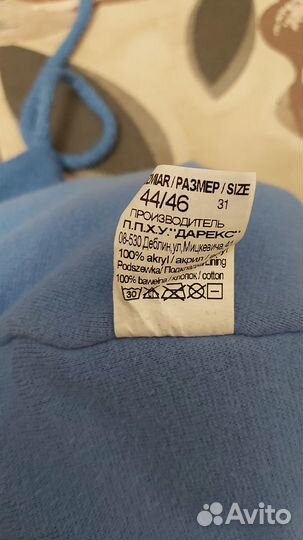 ROZMIAR / РАЗМЕР / SIZE
44/46 31
ПРОИЗВОДИТЕЛЬ
П.П.Х.У."ДАРЕКС"
08-530 Деблин,ул.Мицкевича
100% akryl / акрил /
Podszewka / Подкладка / Lining
100% bawełna / хлопок / cotton
30
Avito